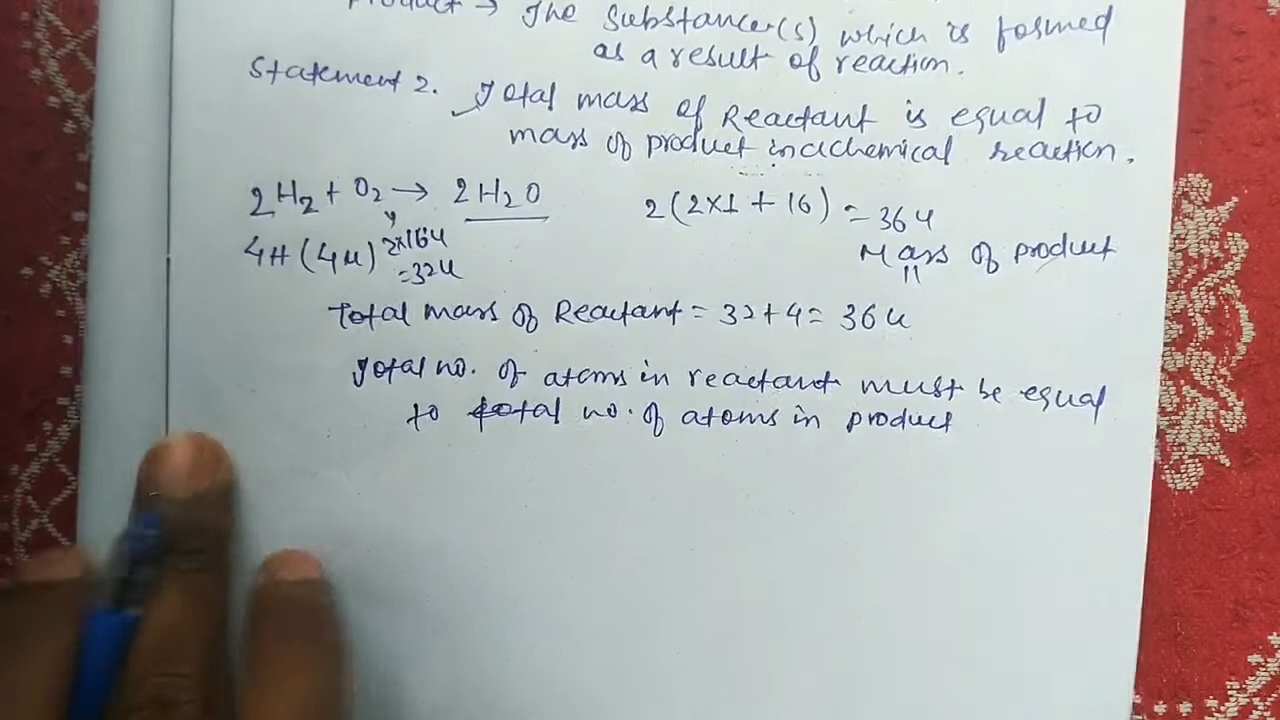 Product → The Substance(s) which is formed
as a result of reaction.
Statement 2. Total mass of Reactant is equal to
mass of product in a chemical reaction.
2H₂ + O₂ → 2H₂O 2(2×1 + 16) = 36u
4H (4u) 2×16u Mass of product
=32u "
Total mass of Reactant = 32+4 = 36u
Total no. of atoms in reactant must be equal
to total no. of atoms in product